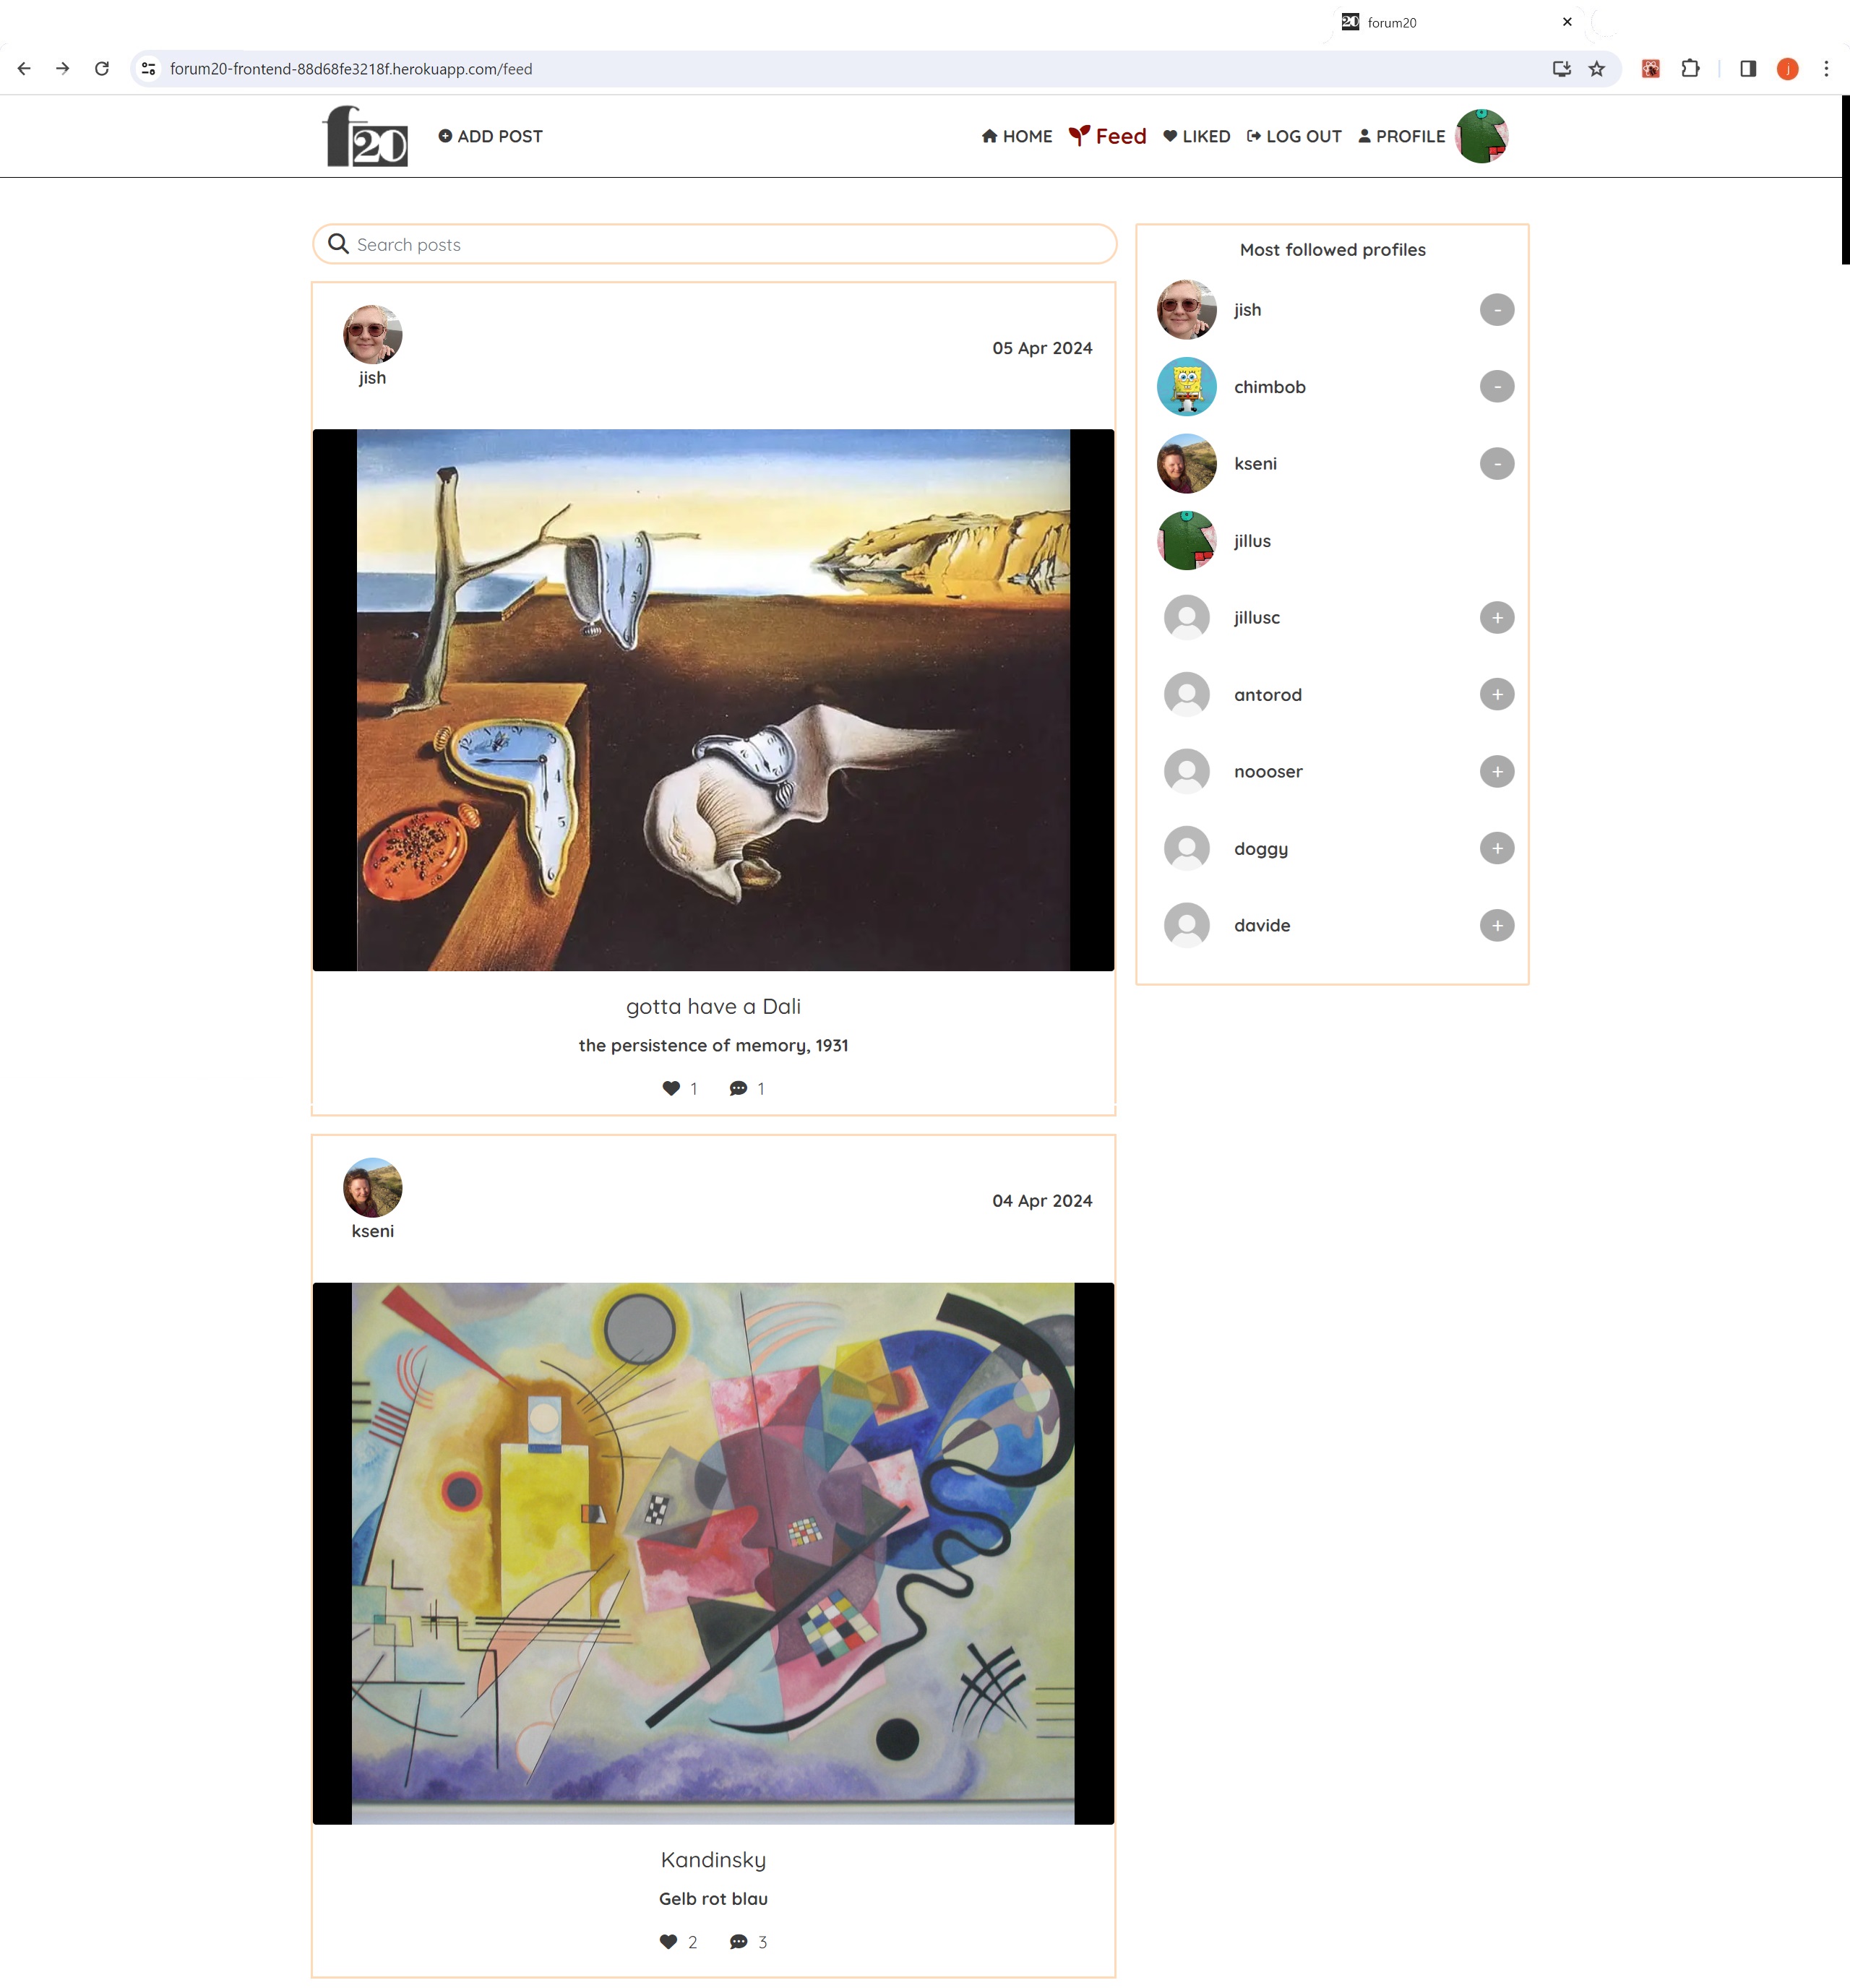 forum20
forum20-frontend-88d68fe3218f.herokuapp.com/feed
j
f20
ADD POST
HOME
Feed
LIKED
LOG OUT
PROFILE
Search posts
jish
05 Apr 2024
gotta have a Dali
the persistence of memory, 1931
1 1
kseni
04 Apr 2024
Kandinsky
Gelb rot blau
2 3
Most followed profiles
jish -
chimbob -
kseni -
jillus
jillusc +
antorod +
noooser +
doggy +
davide +